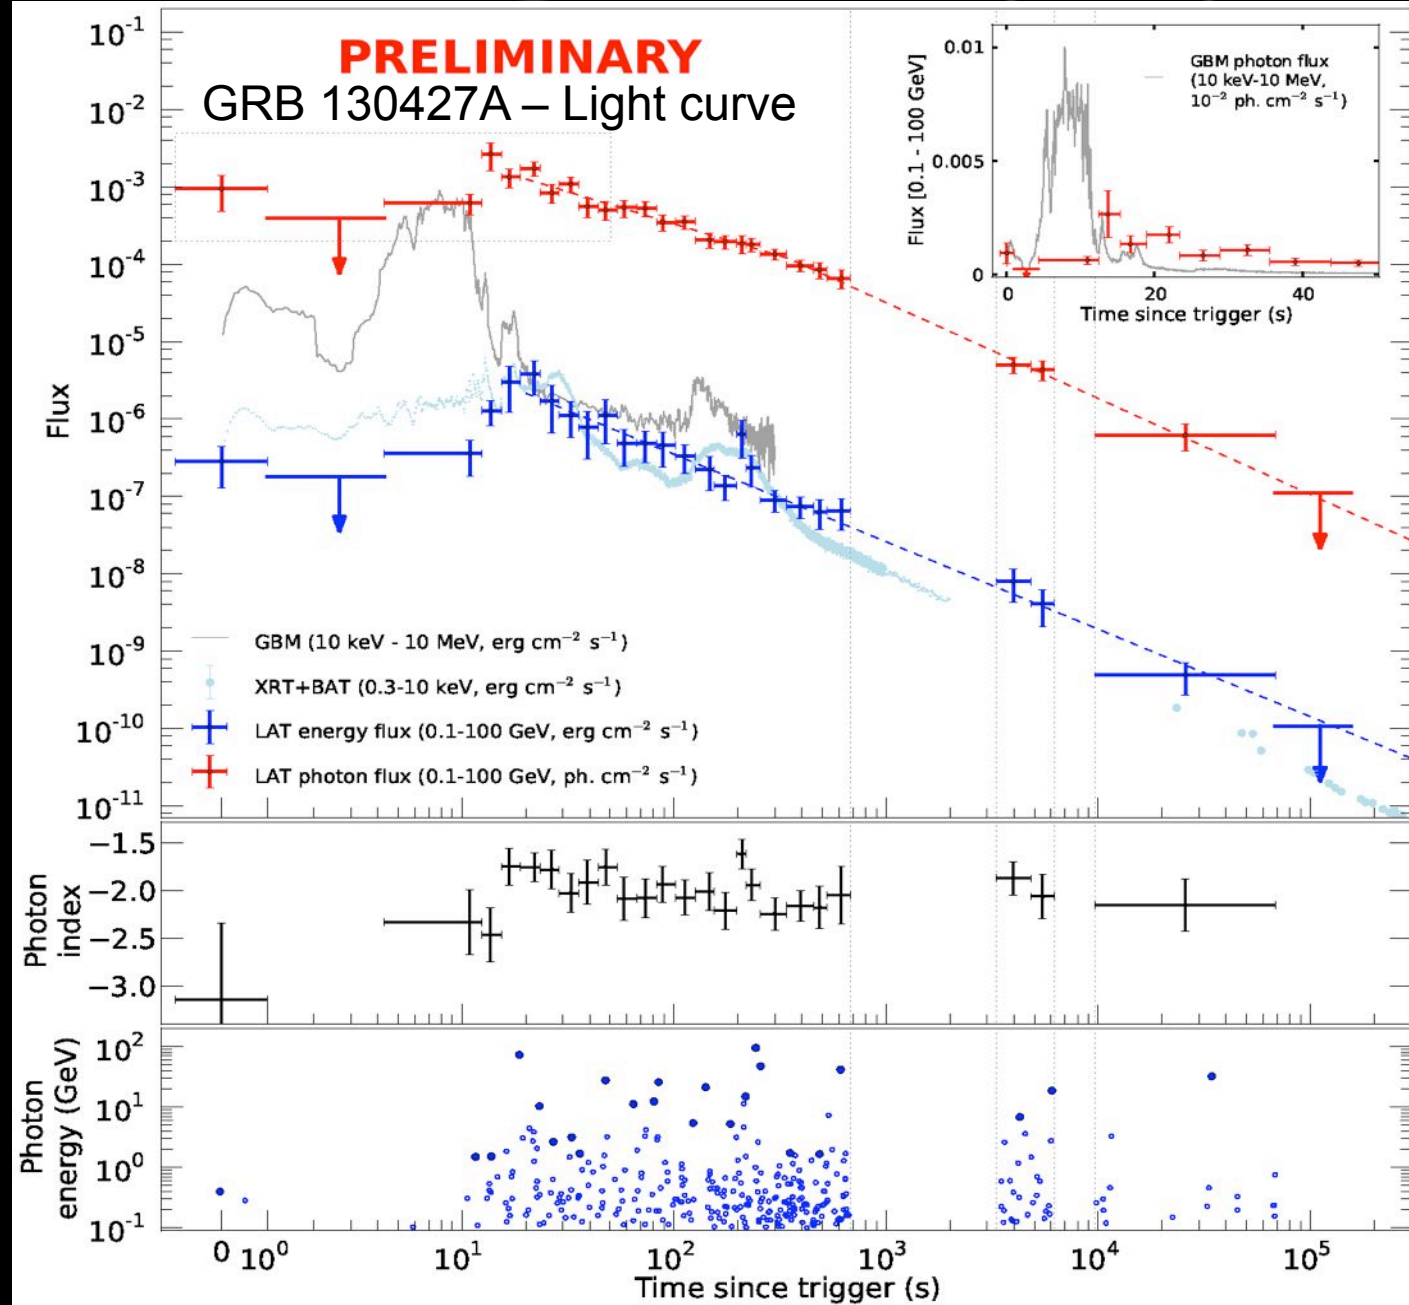 PRELIMINARY
GRB 130427A – Light curve
Flux
10⁻¹
10⁻²
10⁻³
10⁻⁴
10⁻⁵
10⁻⁶
10⁻⁷
10⁻⁸
10⁻⁹
10⁻¹⁰
10⁻¹¹
Flux [0.1 - 100 GeV]
0.01
0.005
0
GBM photon flux
(10 keV-10 MeV,
10⁻² ph. cm⁻² s⁻¹)
0 20 40
Time since trigger (s)
GBM (10 keV - 10 MeV, erg cm⁻² s⁻¹)
XRT+BAT (0.3-10 keV, erg cm⁻² s⁻¹)
LAT energy flux (0.1-100 GeV, erg cm⁻² s⁻¹)
LAT photon flux (0.1-100 GeV, ph. cm⁻² s⁻¹)
Photon
index
−1.5
−2.0
−2.5
−3.0
Photon
energy (GeV)
10²
10¹
10⁰
10⁻¹
0 10⁰ 10¹ 10² 10³ 10⁴ 10⁵
Time since trigger (s)